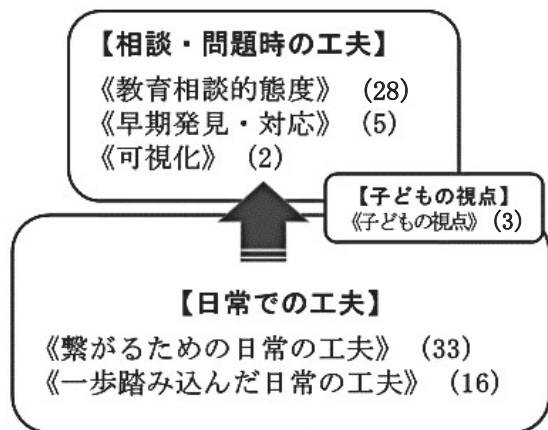 【相談・問題時の工夫】
《教育相談的態度》 (28)
《早期発見・対応》 (5)
《可視化》 (2)
【子どもの視点】
《子どもの視点》 (3)
【日常での工夫】
《繋がるための日常の工夫》 (33)
《一歩踏み込んだ日常の工夫》 (16)